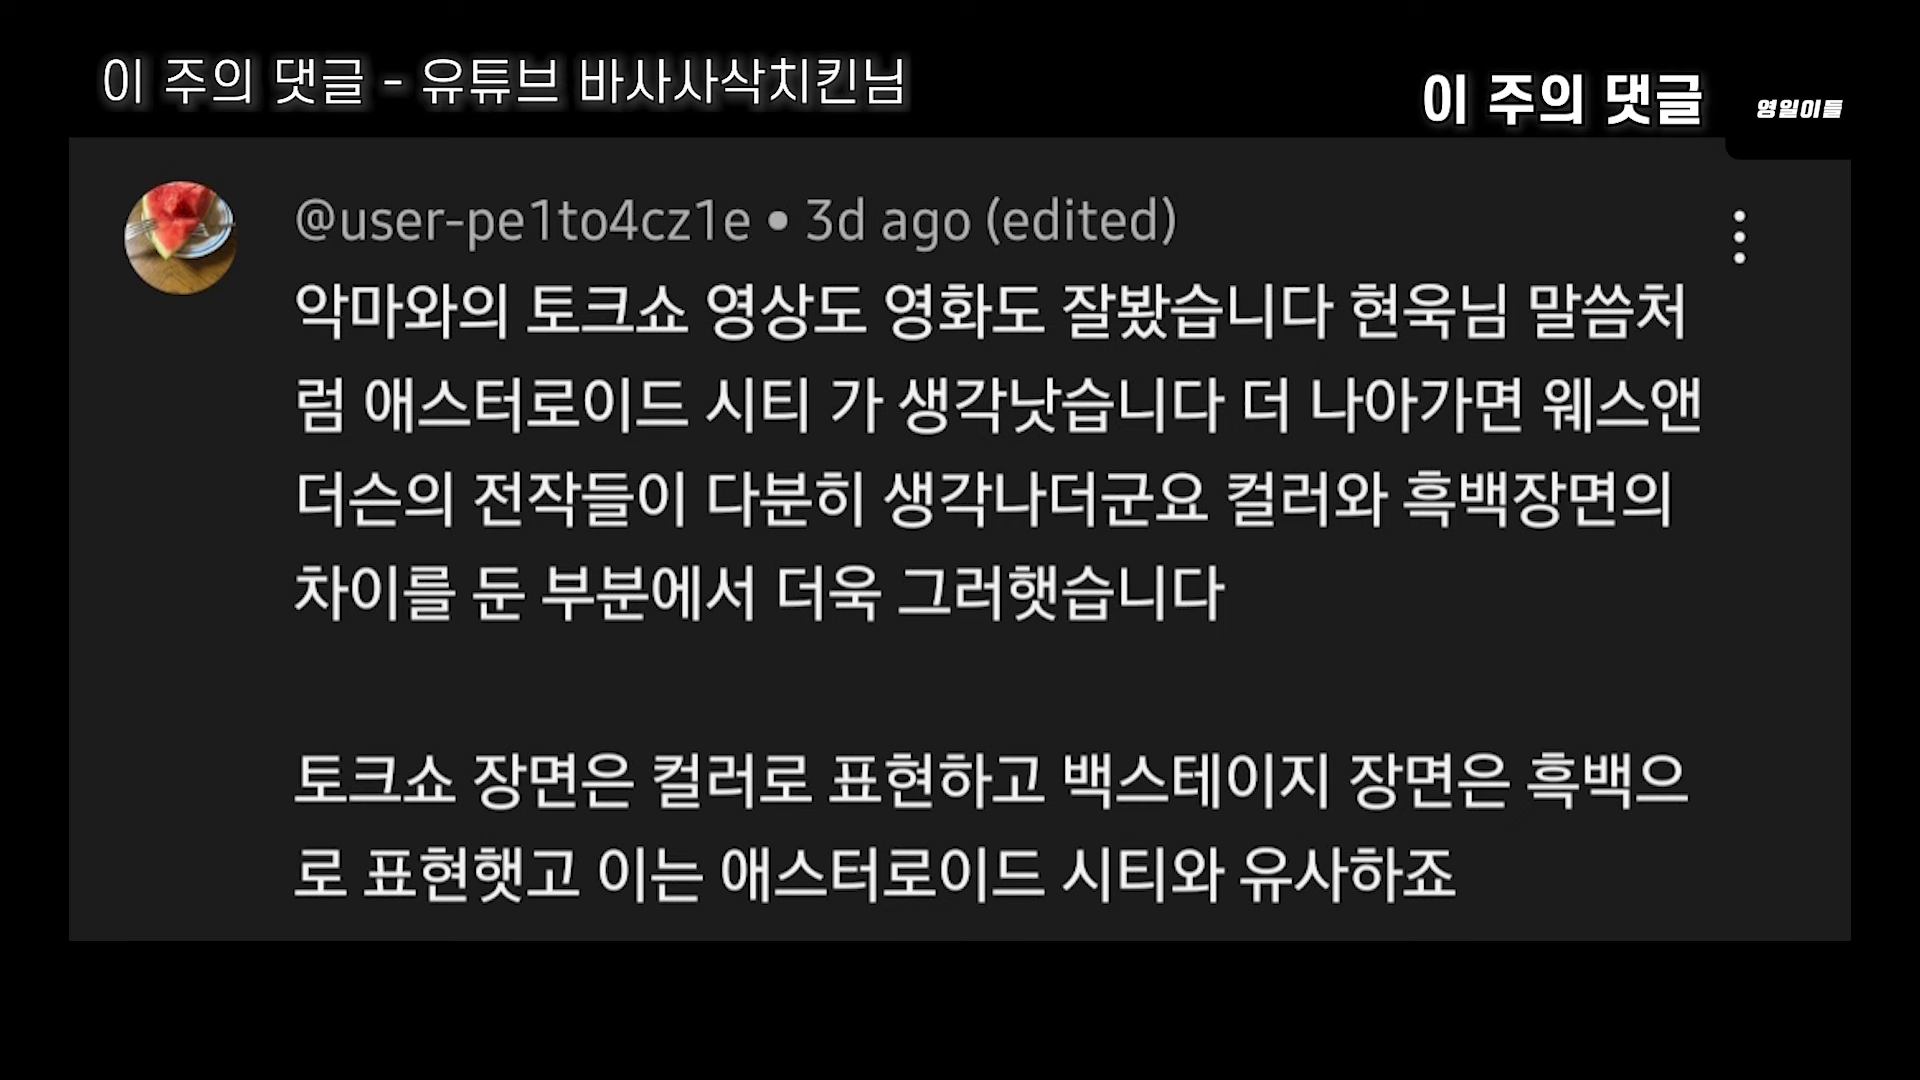 이 주의 댓글 - 유튜브 바사사삭치킨님
이 주의 댓글
영일이들
@user-pe1to4cz1e • 3d ago (edited)
악마와의 토크쇼 영상도 영화도 잘봤습니다 현욱님 말씀처
럼 애스터로이드 시티 가 생각낫습니다 더 나아가면 웨스앤
더슨의 전작들이 다분히 생각나더군요 컬러와 흑백장면의
차이를 둔 부분에서 더욱 그러햇습니다
토크쇼 장면은 컬러로 표현하고 백스테이지 장면은 흑백으
로 표현햇고 이는 애스터로이드 시티와 유사하죠